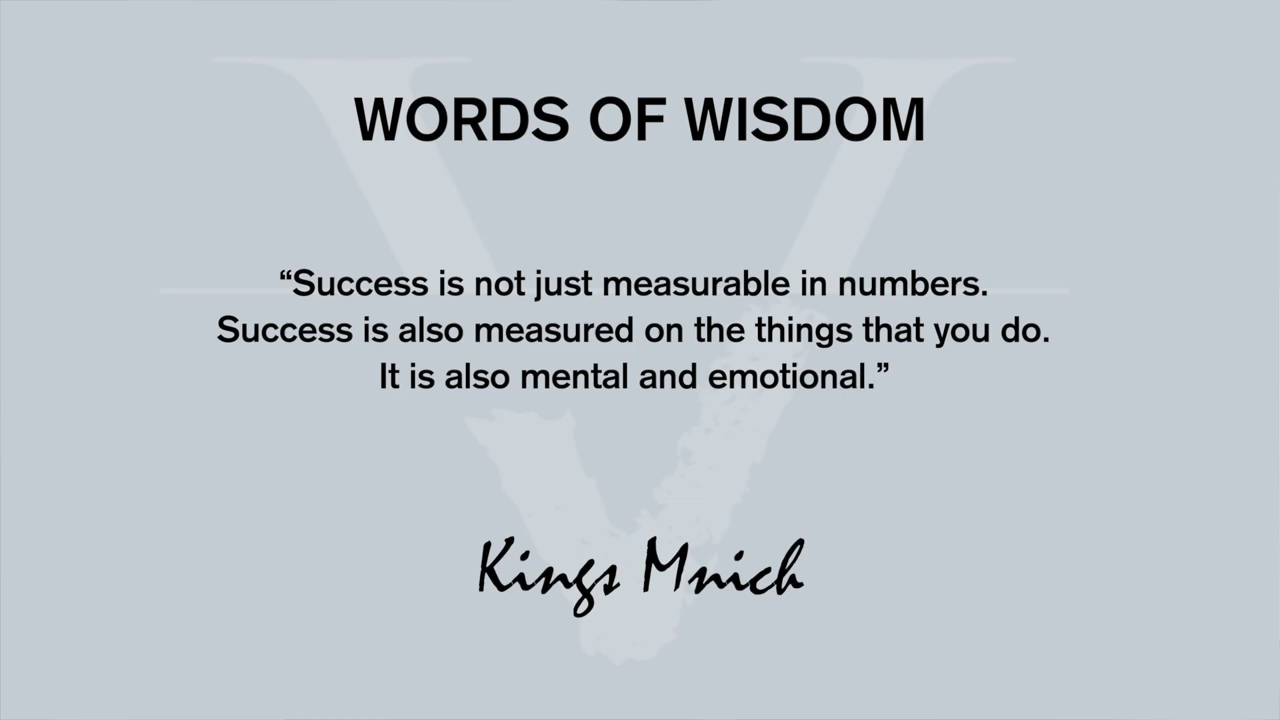 WORDS OF WISDOM
“Success is not just measurable in numbers.
Success is also measured on the things that you do.
It is also mental and emotional.”
Kings Mnich